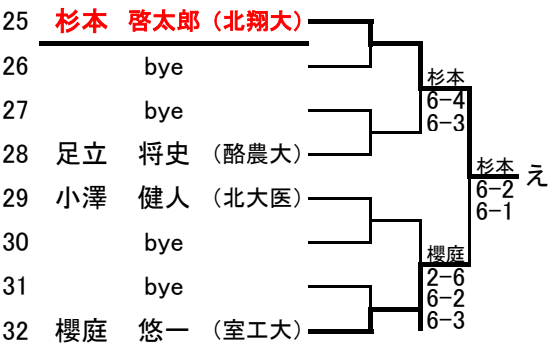 25 杉本 啓太郎 (北翔大)
26 bye
27 bye
28 足立 将史 (酪農大)
29 小澤 健人 (北大医)
30 bye
31 bye
32 櫻庭 悠一 (室工大)
杉本
6-4
6-3
櫻庭
2-6
6-2
6-3
杉本
6-2
6-1
え